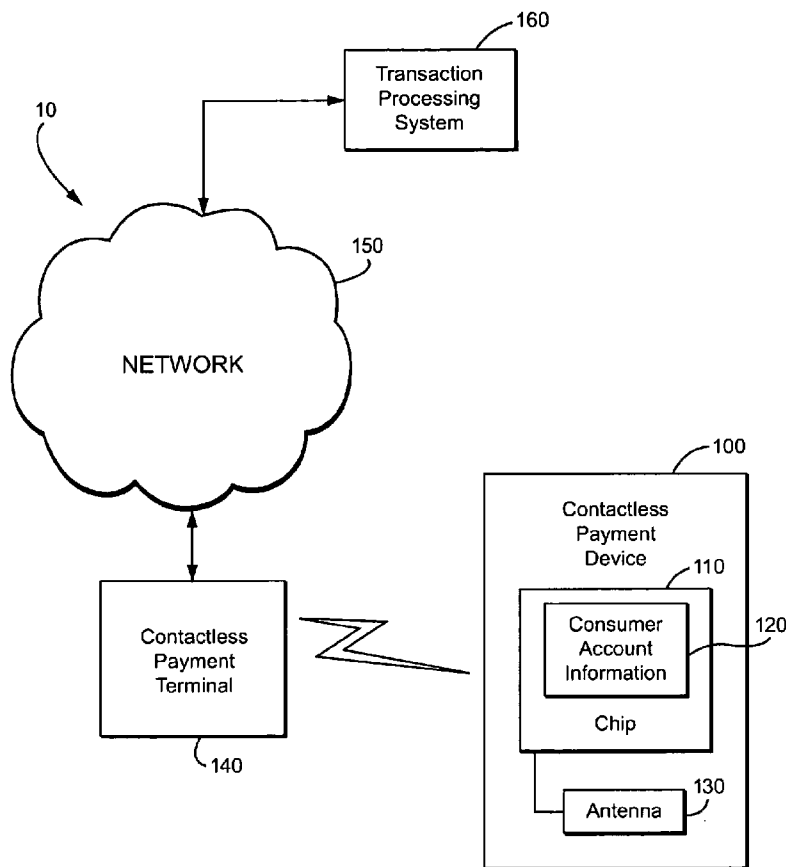 160
Transaction
Processing
System
10
150
NETWORK
100
Contactless
Payment
Device
110
Consumer
Account
Information
120
Chip
Contactless
Payment
Terminal
140
Antenna
130